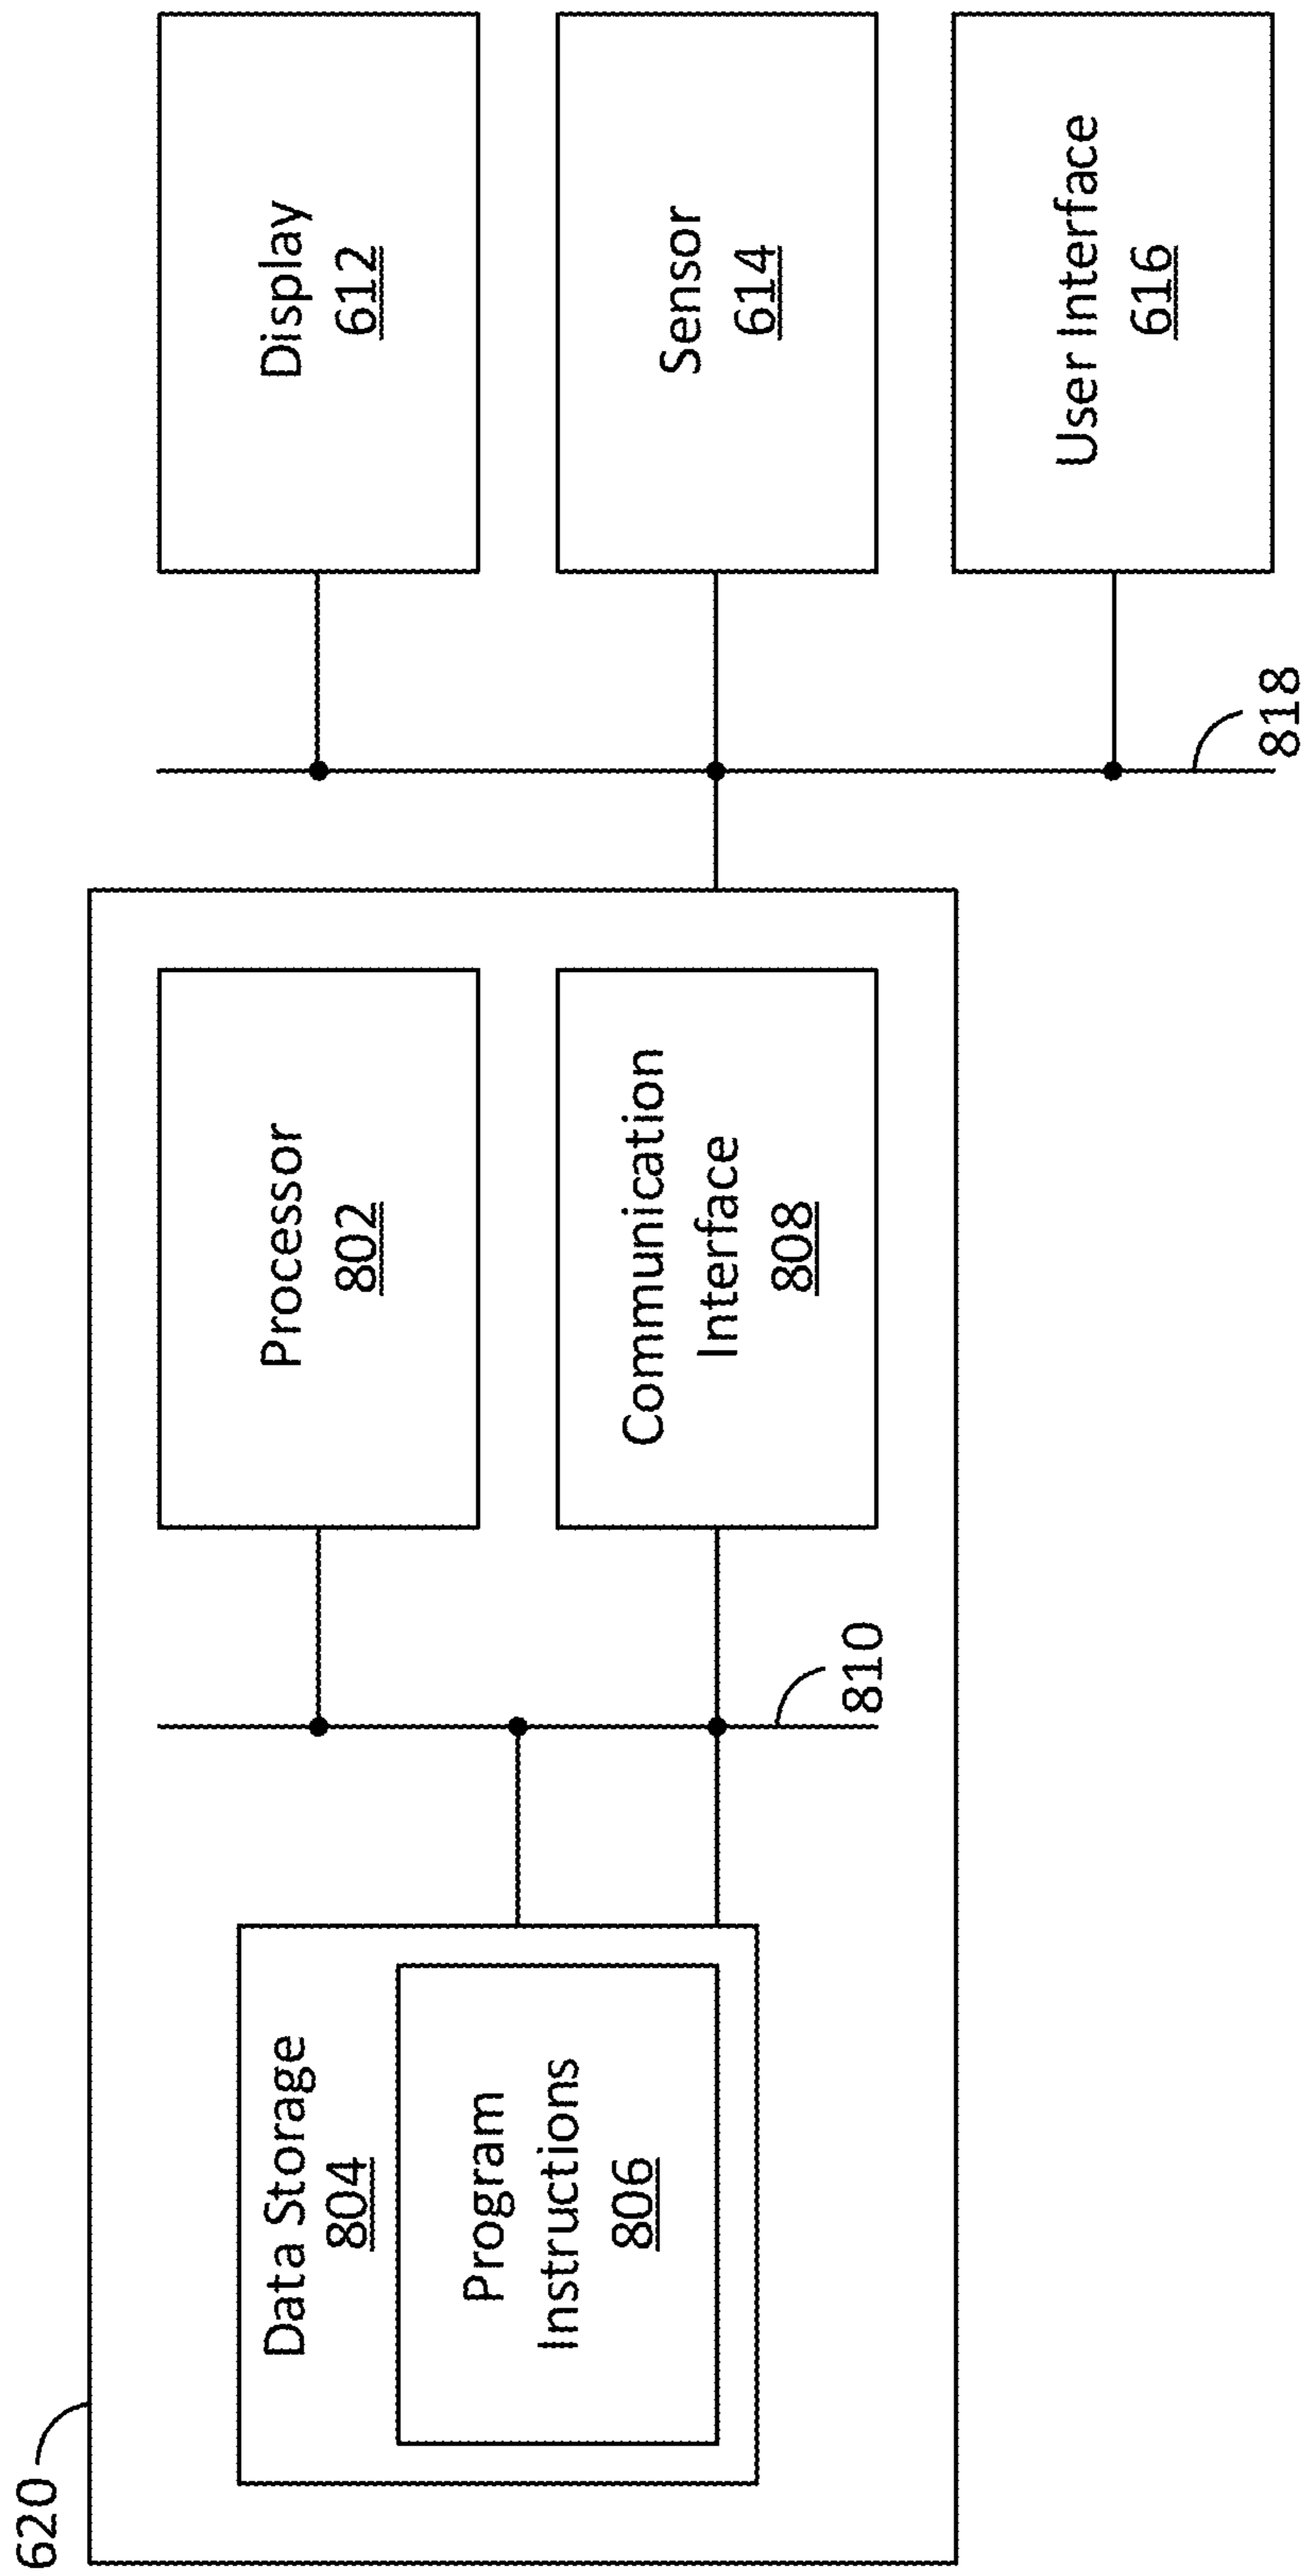 620
Data Storage
804
Program
Instructions
806
810
Processor
802
Communication
Interface
808
818
Display
612
Sensor
614
User Interface
616